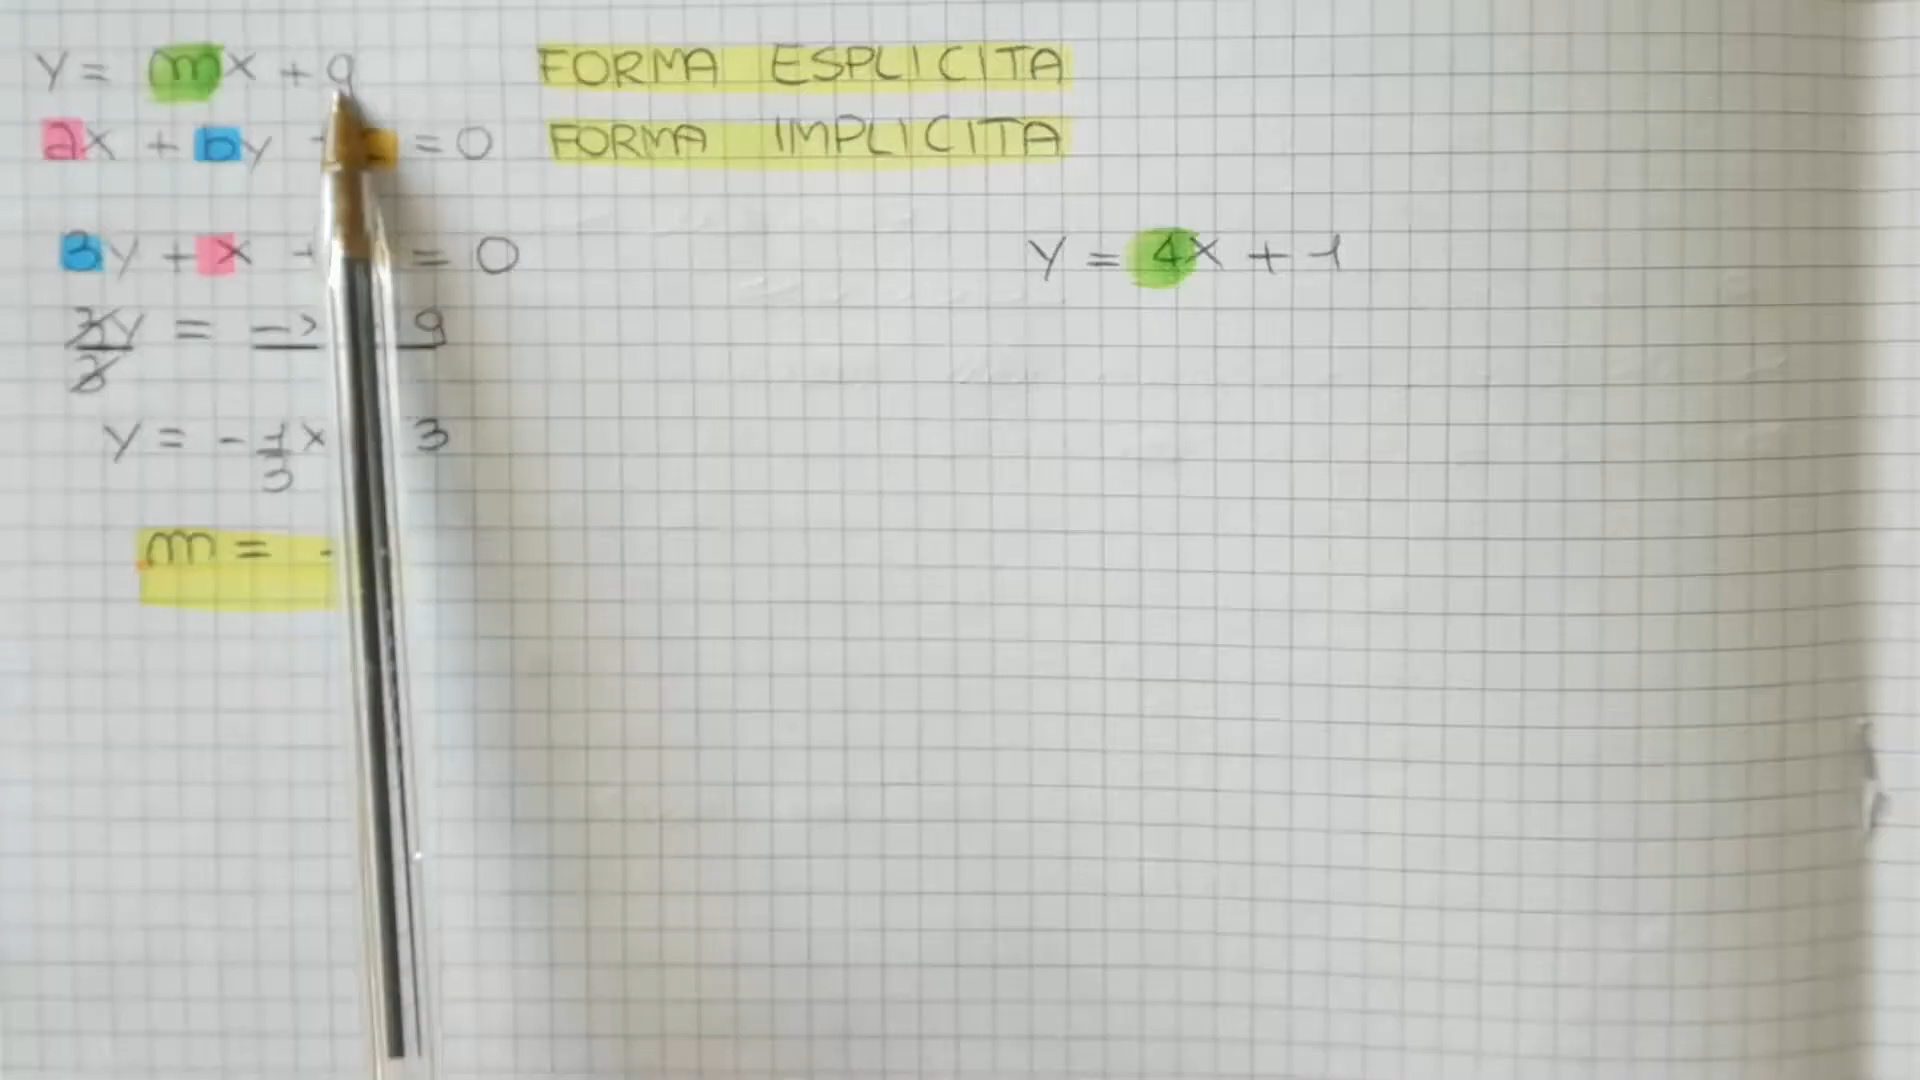 y = mx + q FORMA ESPLICITA
ax + by = 0 FORMA IMPLICITA
3y + x = 0 y = 4x + 1
3y/3 = 9
y = -1/3 x 3
m = -